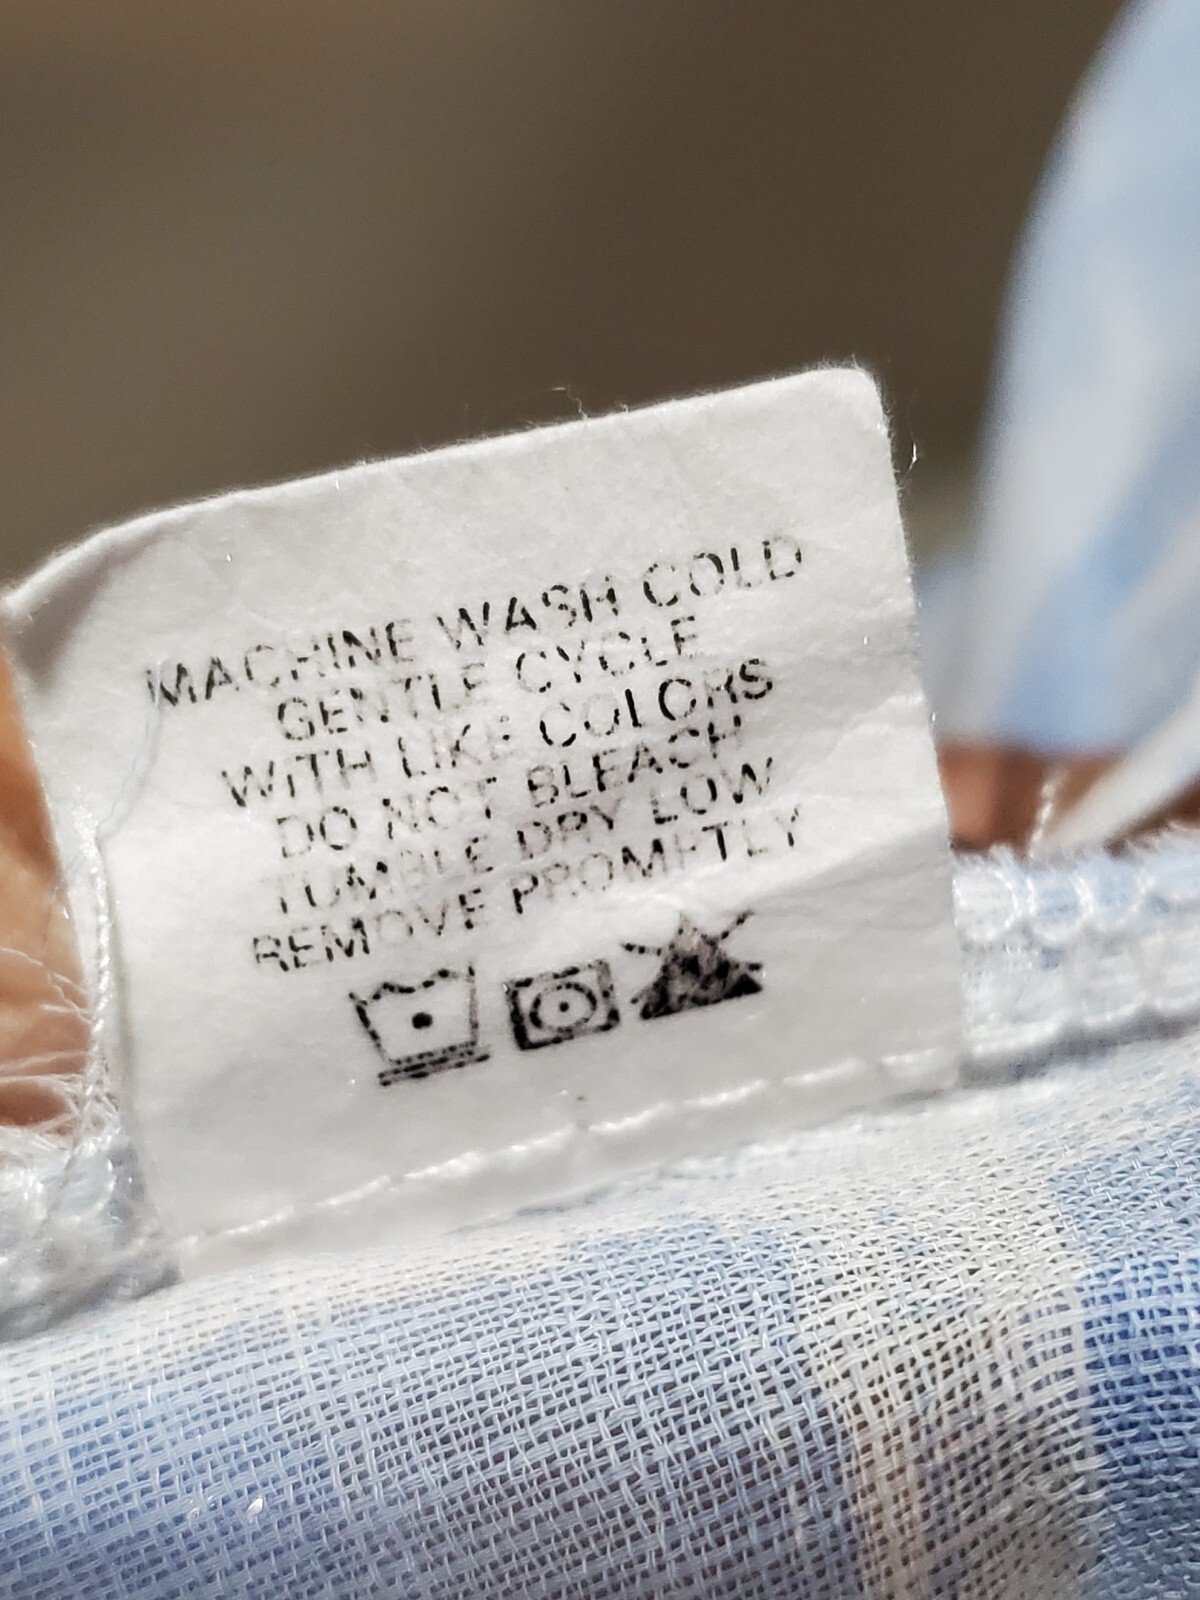 MACHINE WASH COLD
GENTLE CYCLE
WITH LIKE COLORS
DO NOT BLEACH
TUMBLE DRY LOW
REMOVE PROMPTLY